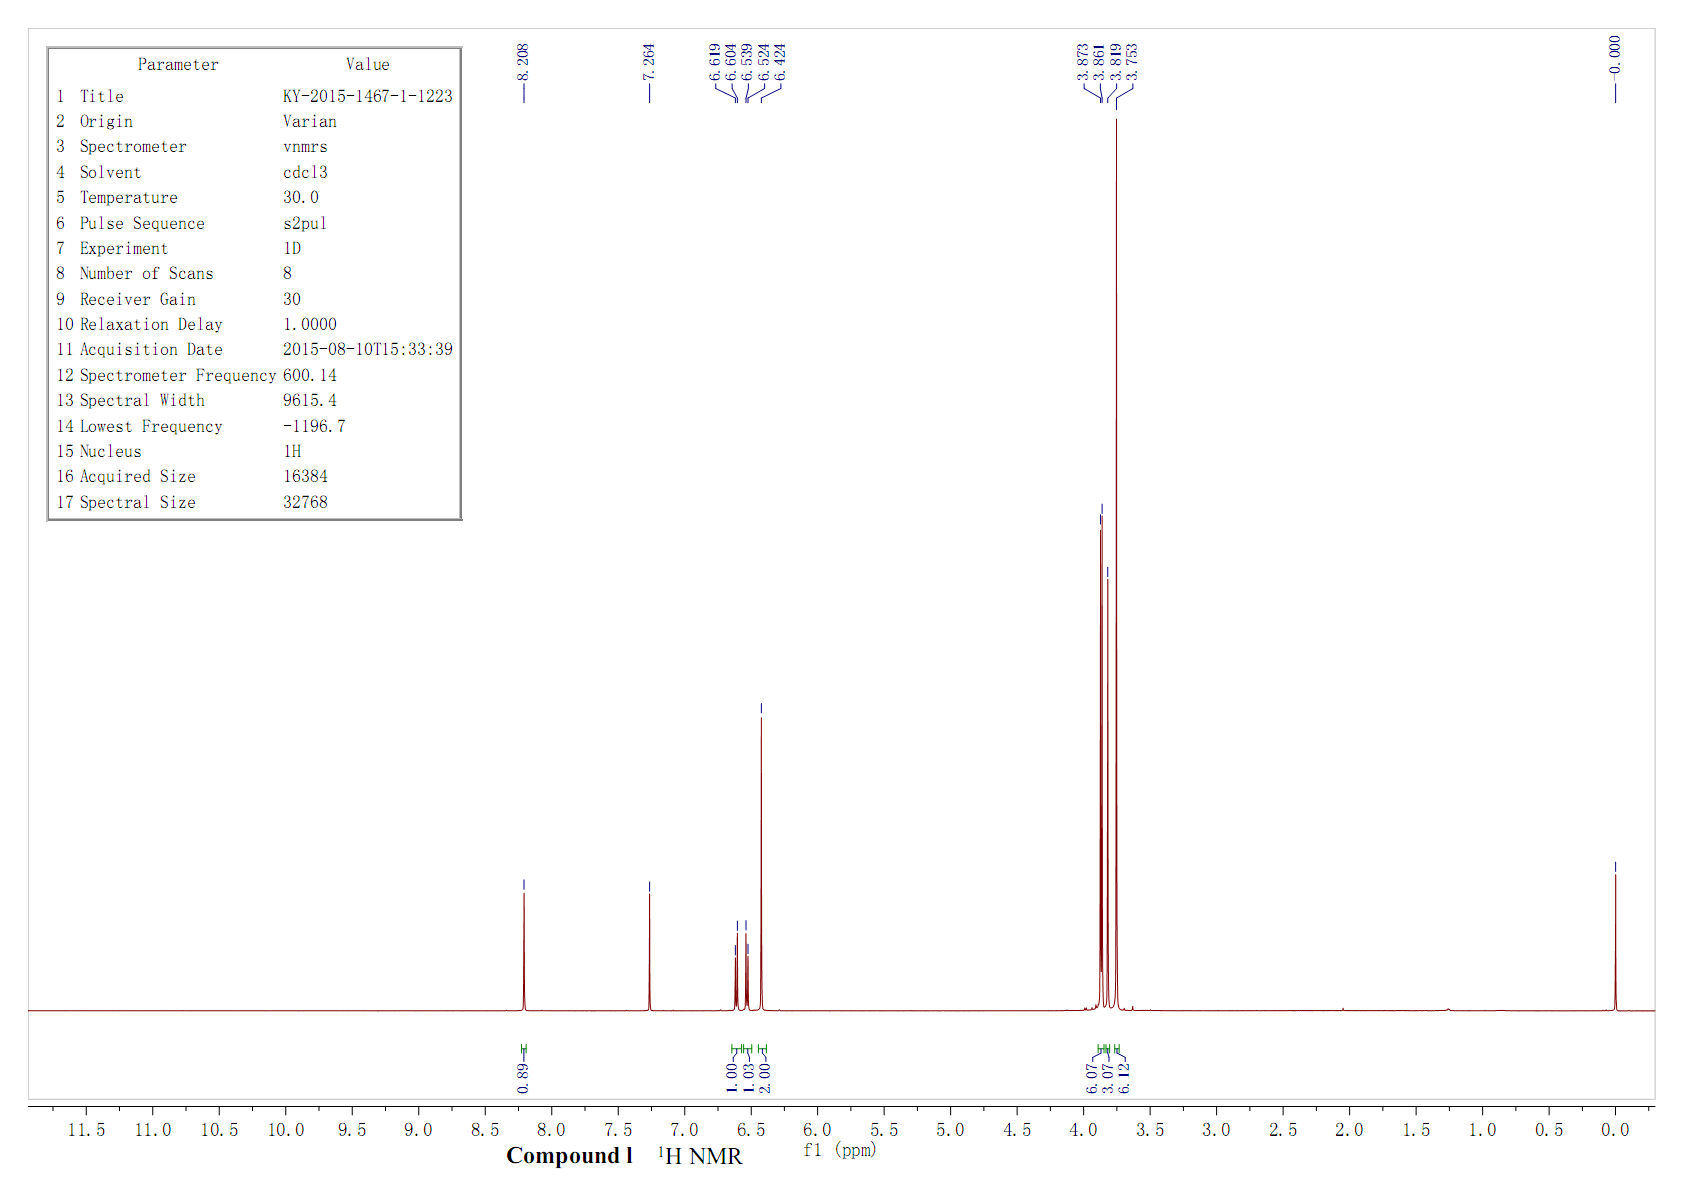 Parameter Value
1 Title KY-2015-1467-1-1223
2 Origin Varian
3 Spectrometer vnmrs
4 Solvent cdcl3
5 Temperature 30.0
6 Pulse Sequence s2pul
7 Experiment 1D
8 Number of Scans 8
9 Receiver Gain 30
10 Relaxation Delay 1.0000
11 Acquisition Date 2015-08-10T15:33:39
12 Spectrometer Frequency 600.14
13 Spectral Width 9615.4
14 Lowest Frequency -1196.7
15 Nucleus 1H
16 Acquired Size 16384
17 Spectral Size 32768
8.208
7.264
6.619
6.604
6.539
6.524
6.424
3.873
3.861
3.819
3.753
-0.000
0.89
1.00
1.03
2.00
6.07
3.07
6.12
11.5 11.0 10.5 10.0 9.5 9.0 8.5 8.0 7.5 7.0 6.5 6.0 5.5 5.0 4.5 4.0 3.5 3.0 2.5 2.0 1.5 1.0 0.5 0.0
f1 (ppm)
Compound l ¹H NMR